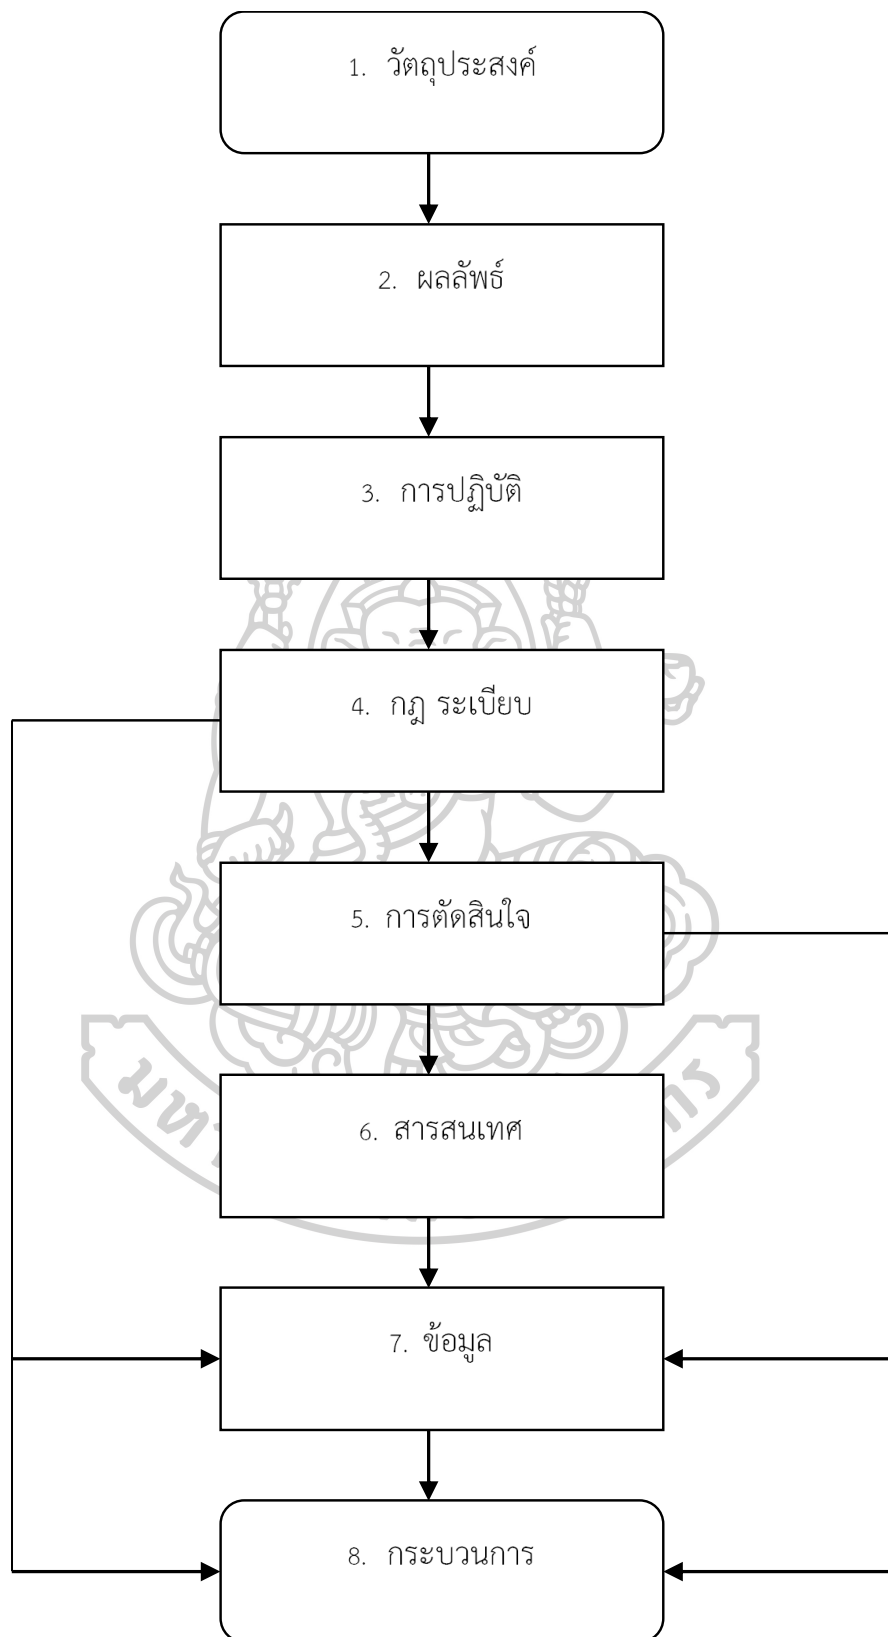 1. วัตถุประสงค์
2. ผลลัพธ์
3. การปฏิบัติ
4. กฎ ระเบียบ
5. การตัดสินใจ
6. สารสนเทศ
7. ข้อมูล
8. กระบวนการ